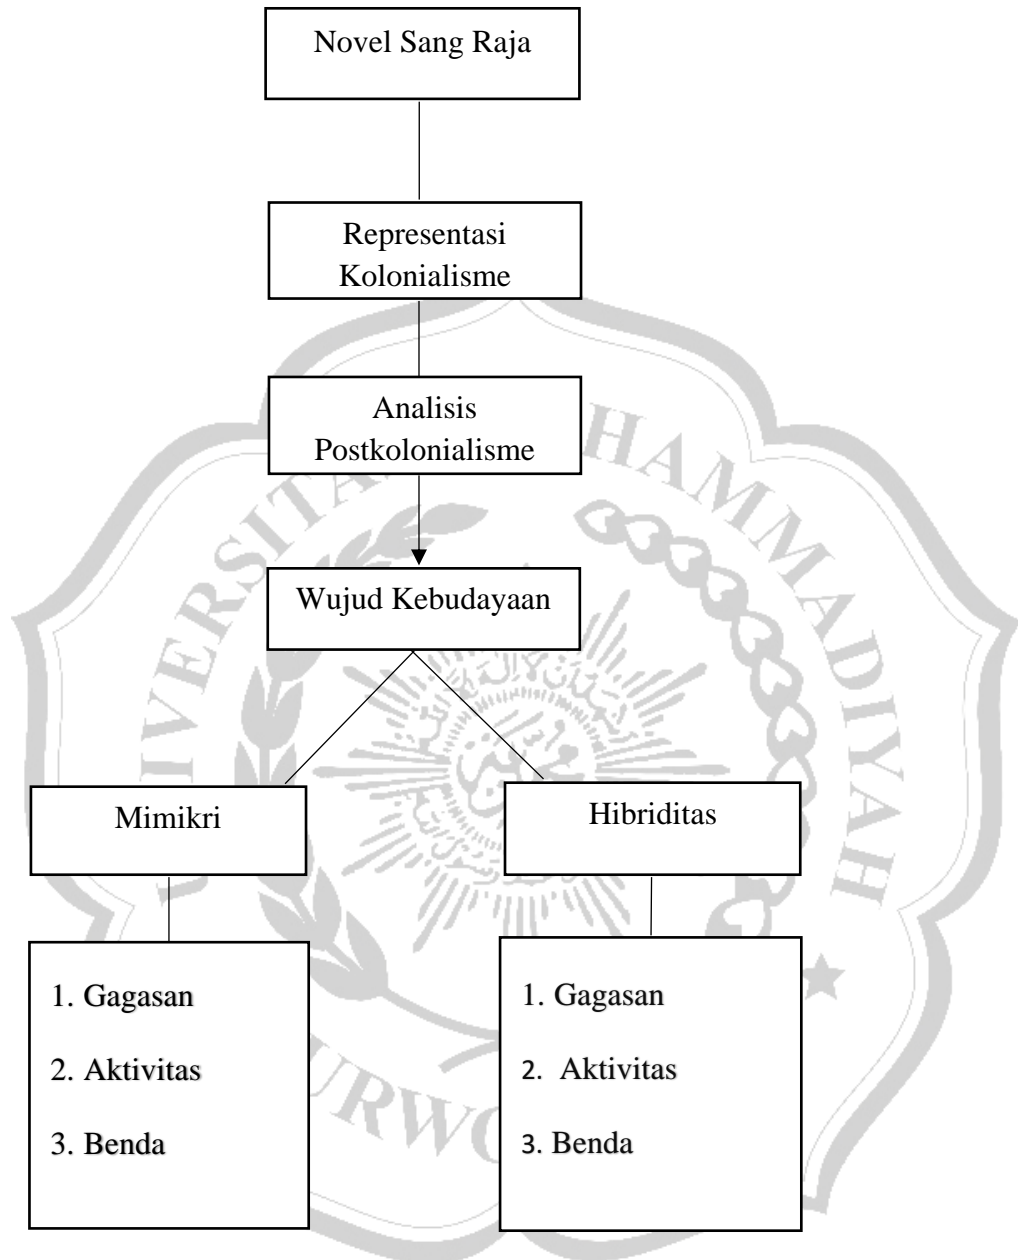 Novel Sang Raja
Representasi
Kolonialisme
Analisis
Postkolonialisme
Wujud Kebudayaan
Mimikri
Hibriditas
1. Gagasan
2. Aktivitas
3. Benda
1. Gagasan
2. Aktivitas
3. Benda